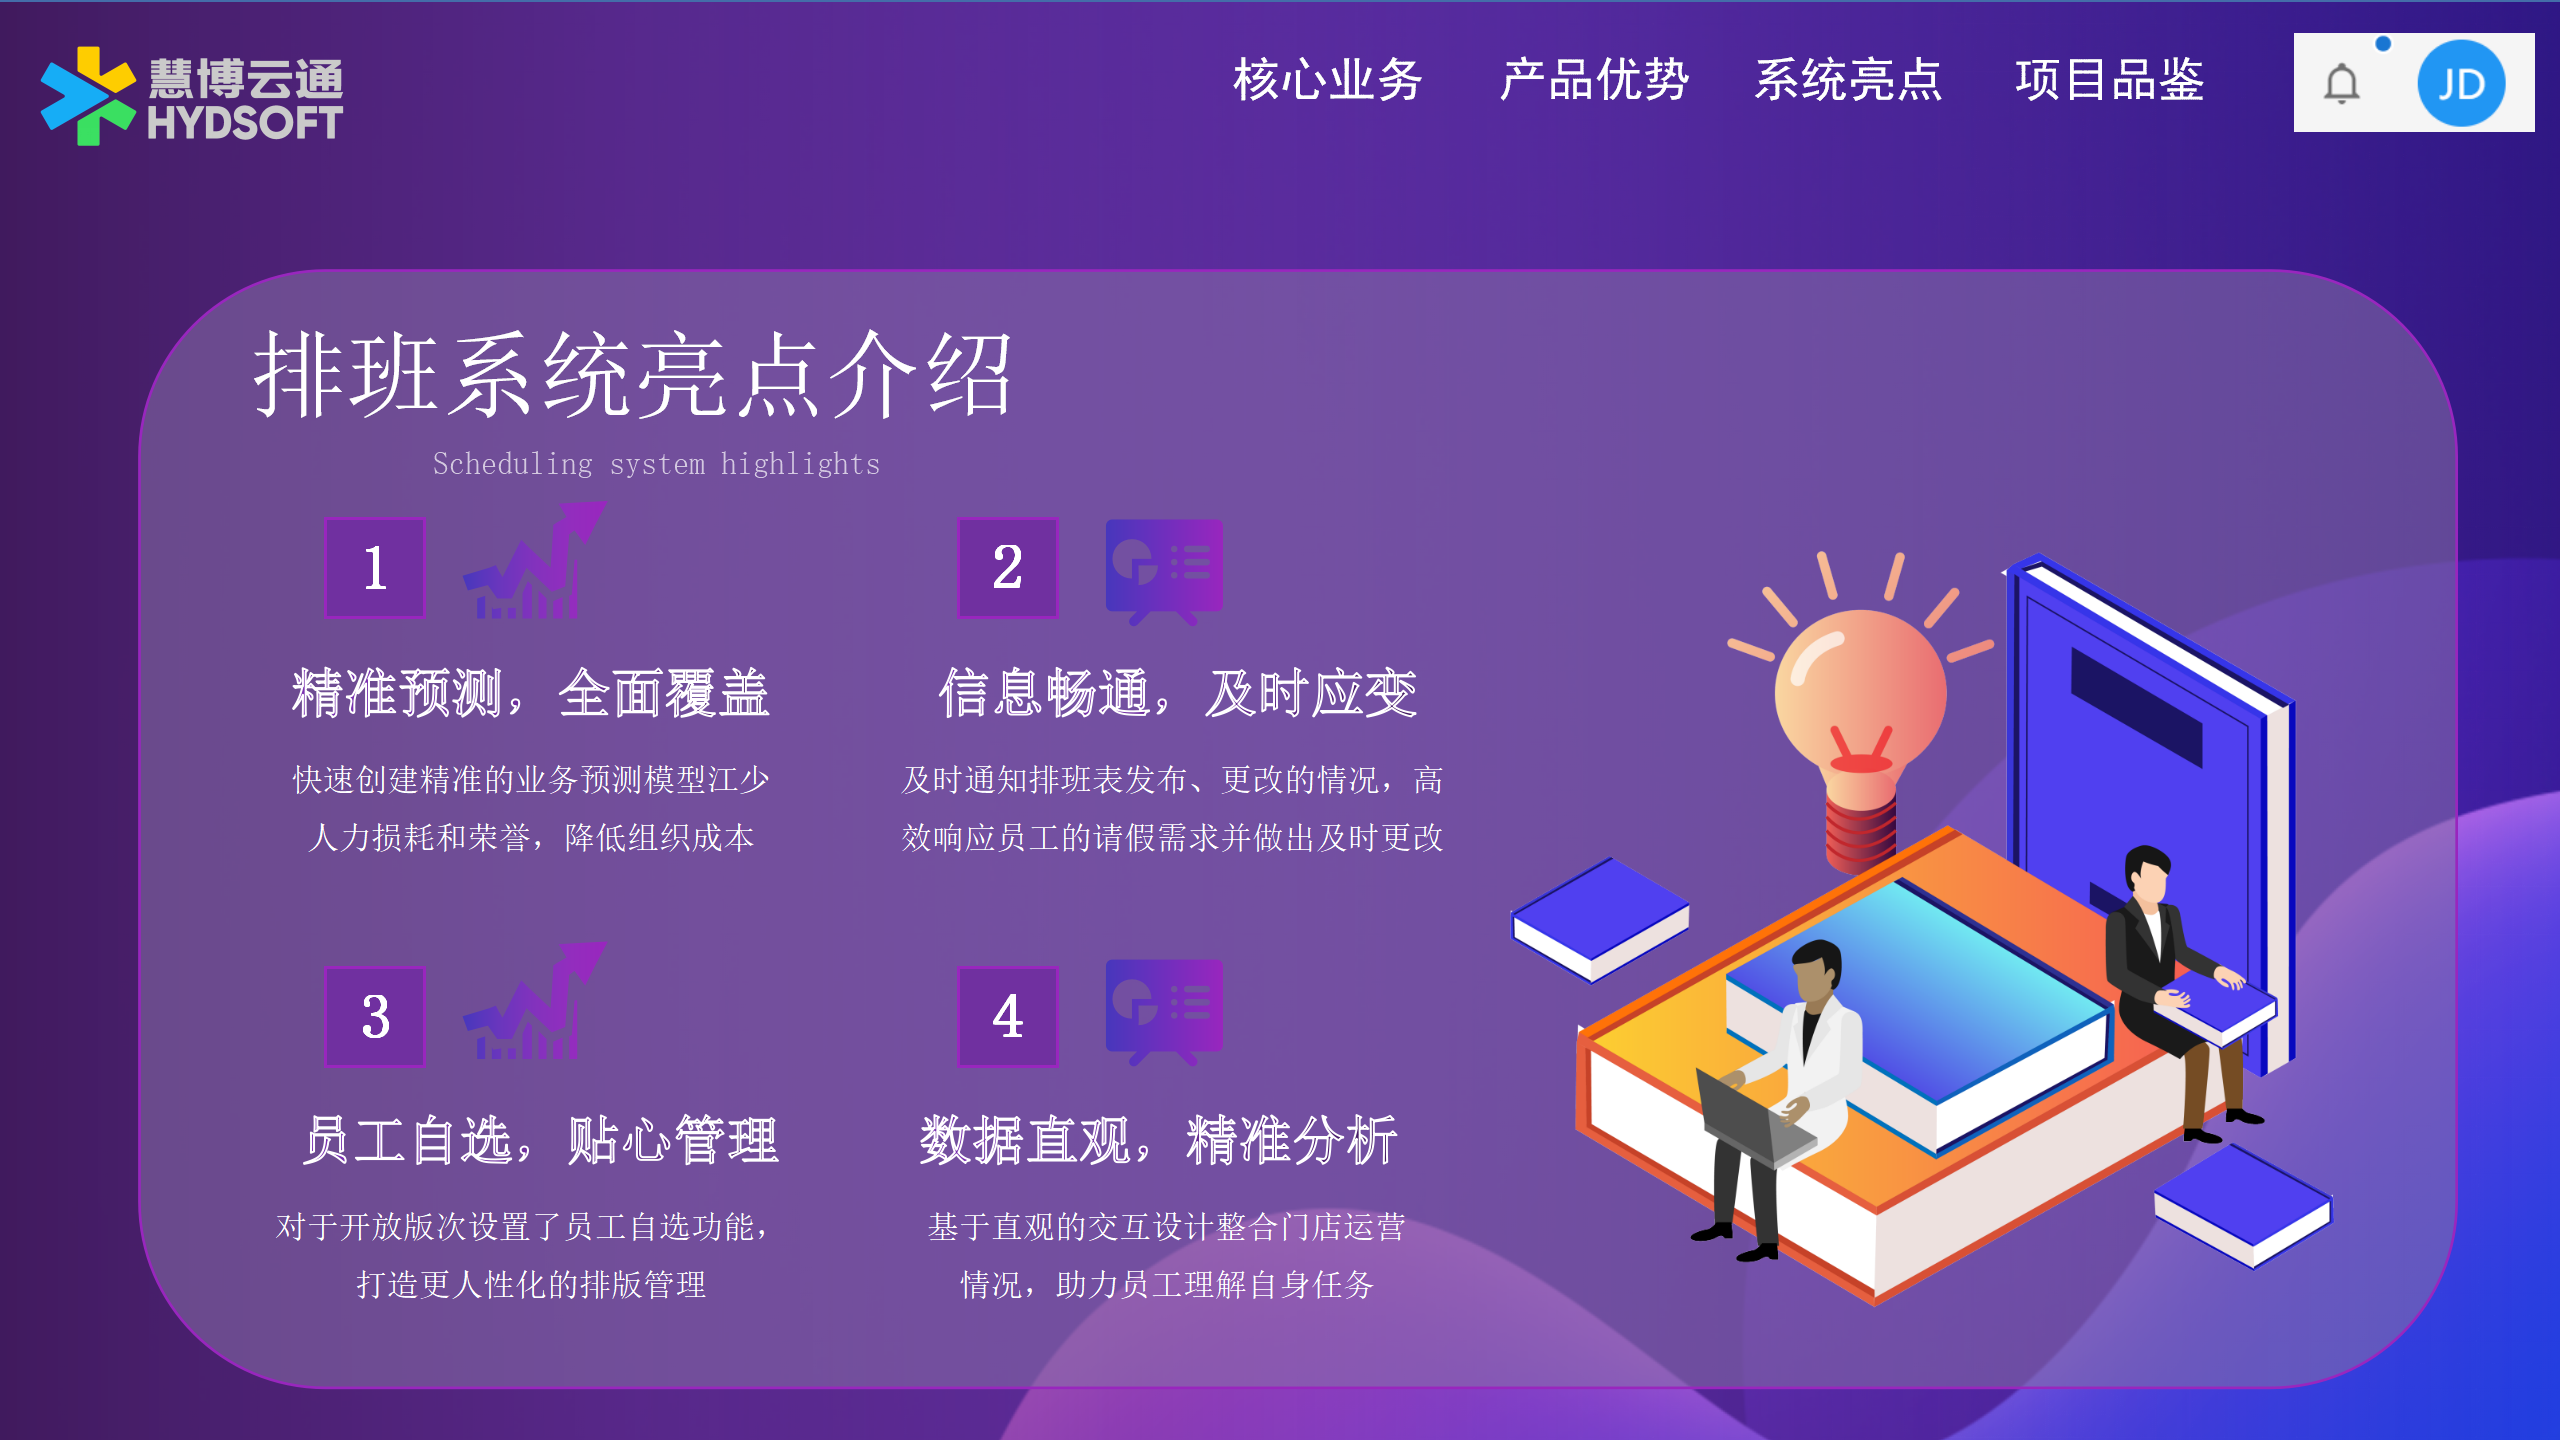 慧博云通
HYDSOFT
核心业务 产品优势 系统亮点 项目品鉴
JD
排班系统亮点介绍
Scheduling system highlights
1
精准预测，全面覆盖
快速创建精准的业务预测模型江少
人力损耗和荣誉，降低组织成本
2
信息畅通，及时应变
及时通知排班表发布、更改的情况，高
效响应员工的请假需求并做出及时更改
3
员工自选，贴心管理
对于开放版次设置了员工自选功能，
打造更人性化的排版管理
4
数据直观，精准分析
基于直观的交互设计整合门店运营
情况，助力员工理解自身任务